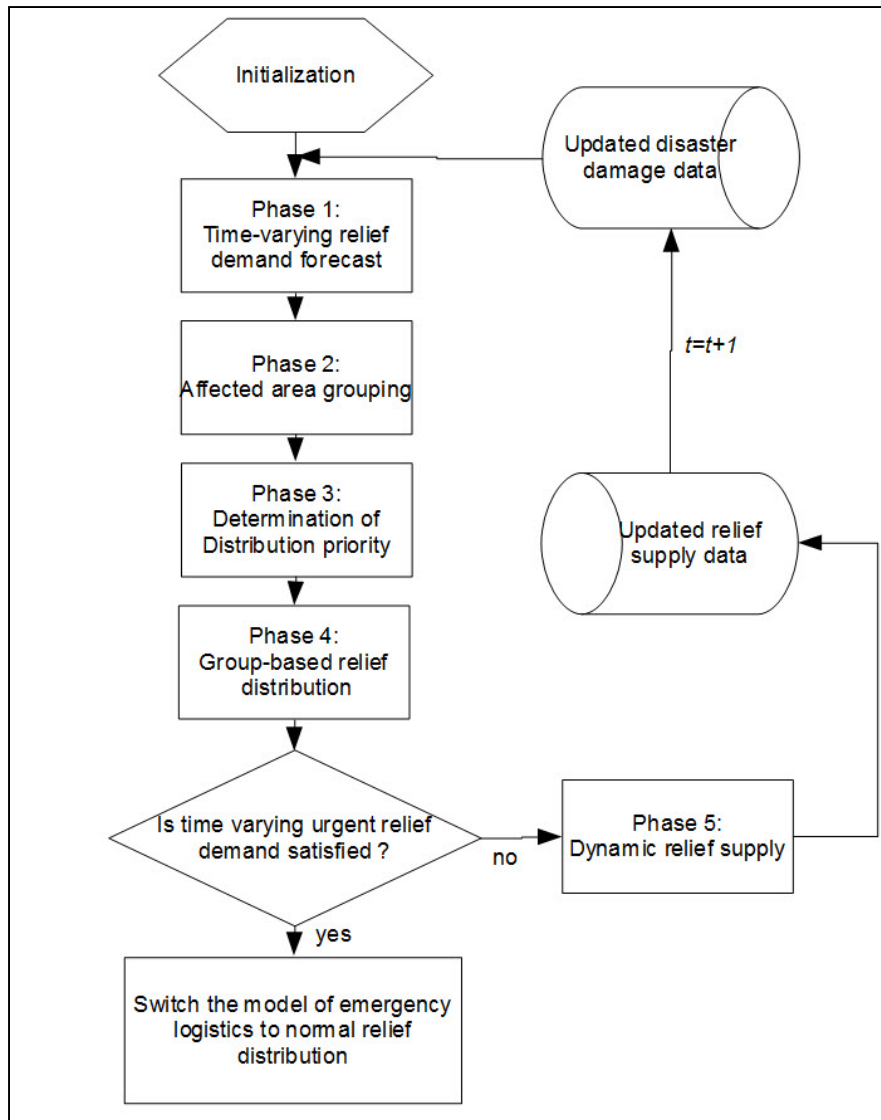 Initialization
Updated disaster
damage data
Phase 1:
Time-varying relief
demand forecast
Phase 2:
Affected area grouping
t=t+1
Phase 3:
Determination of
Distribution priority
Updated relief
supply data
Phase 4:
Group-based relief
distribution
Is time varying urgent relief
demand satisfied ?
no
Phase 5:
Dynamic relief supply
yes
Switch the model of emergency
logistics to normal relief
distribution